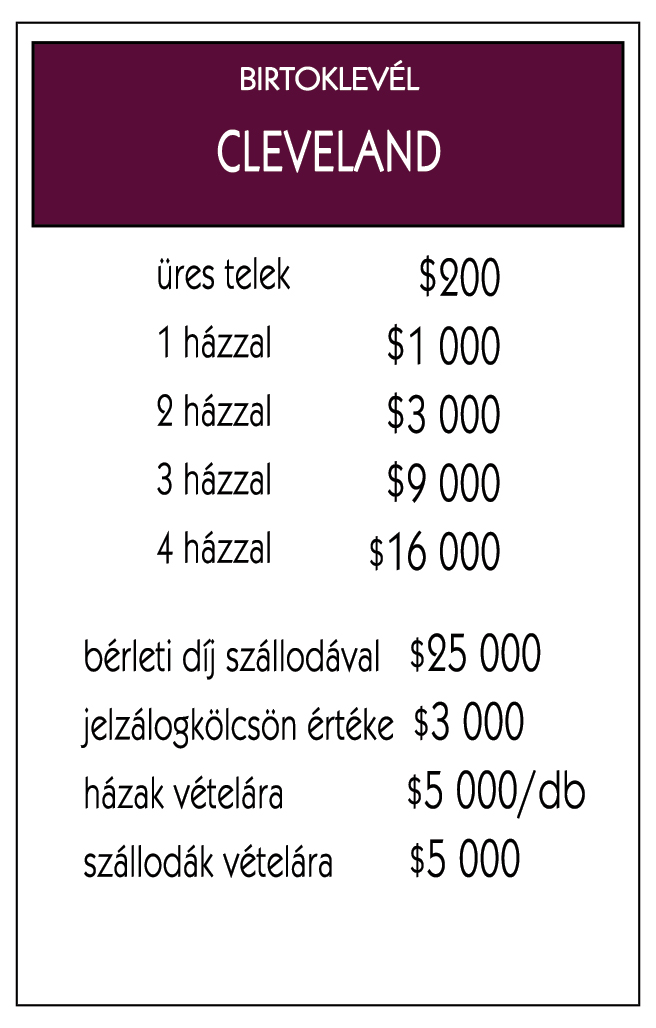 BIRTOKLEVÉL
CLEVELAND
üres telek $200
1 házzal $1 000
2 házzal $3 000
3 házzal $9 000
4 házzal $16 000
bérleti díj szállodával $25 000
jelzálogkölcsön értéke $3 000
házak vételára $5 000/db
szállodák vételára $5 000